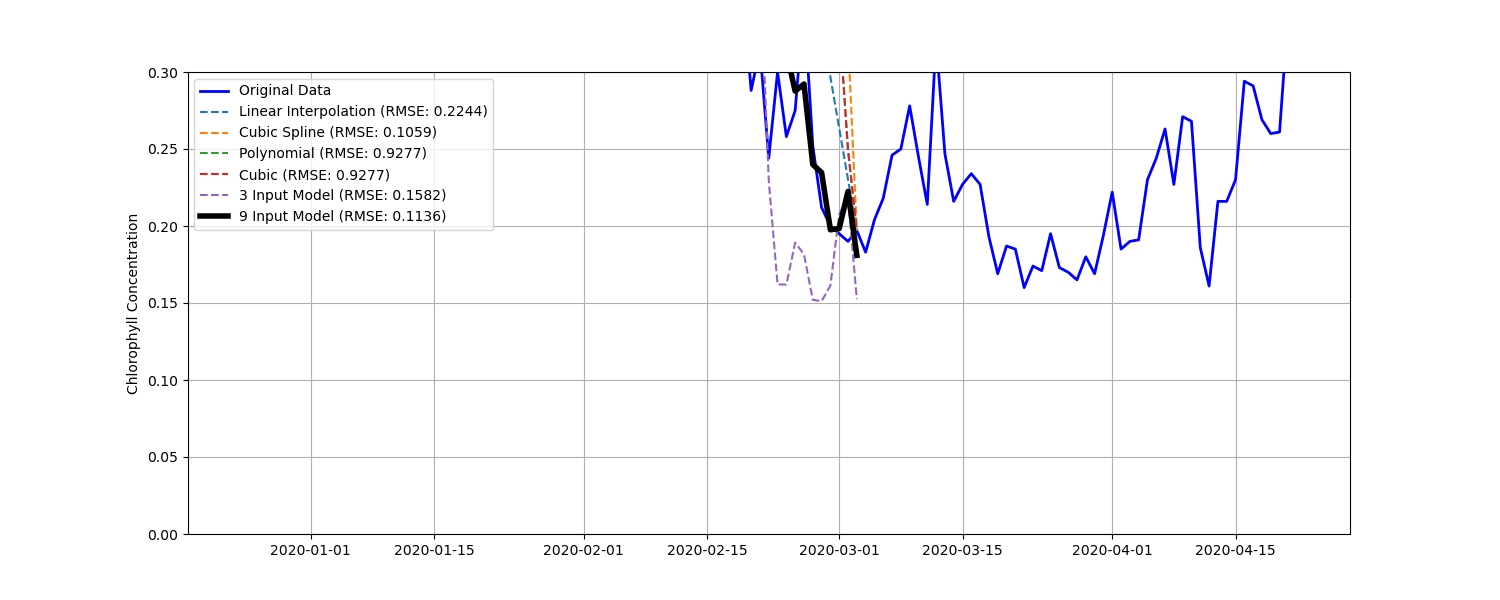 0.30
0.25
0.20
0.15
0.10
0.05
0.00
Chlorophyll Concentration
Original Data
Linear Interpolation (RMSE: 0.2244)
Cubic Spline (RMSE: 0.1059)
Polynomial (RMSE: 0.9277)
Cubic (RMSE: 0.9277)
3 Input Model (RMSE: 0.1582)
9 Input Model (RMSE: 0.1136)
2020-01-01 2020-01-15 2020-02-01 2020-02-15 2020-03-01 2020-03-15 2020-04-01 2020-04-15